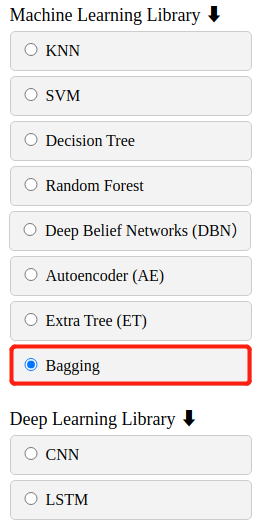 Machine Learning Library ⬇
KNN
SVM
Decision Tree
Random Forest
Deep Belief Networks (DBN）
Autoencoder (AE)
Extra Tree (ET)
Bagging
Deep Learning Library ⬇
CNN
LSTM